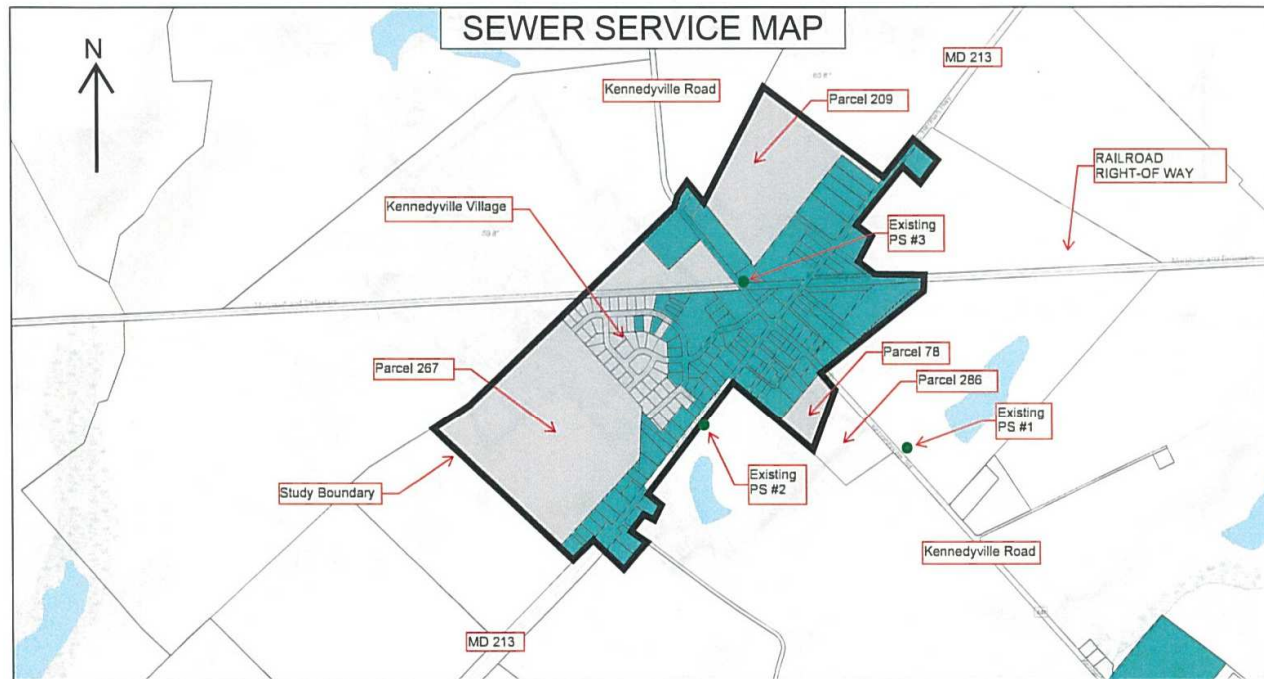 SEWER SERVICE MAP
N
MD 213
Kennedyville Road
Parcel 209
RAILROAD
RIGHT-OF WAY
Kennedyville Village
Existing
PS #3
Parcel 267
Parcel 78
Parcel 286
Existing
PS #1
Study Boundary
Existing
PS #2
Kennedyville Road
MD 213